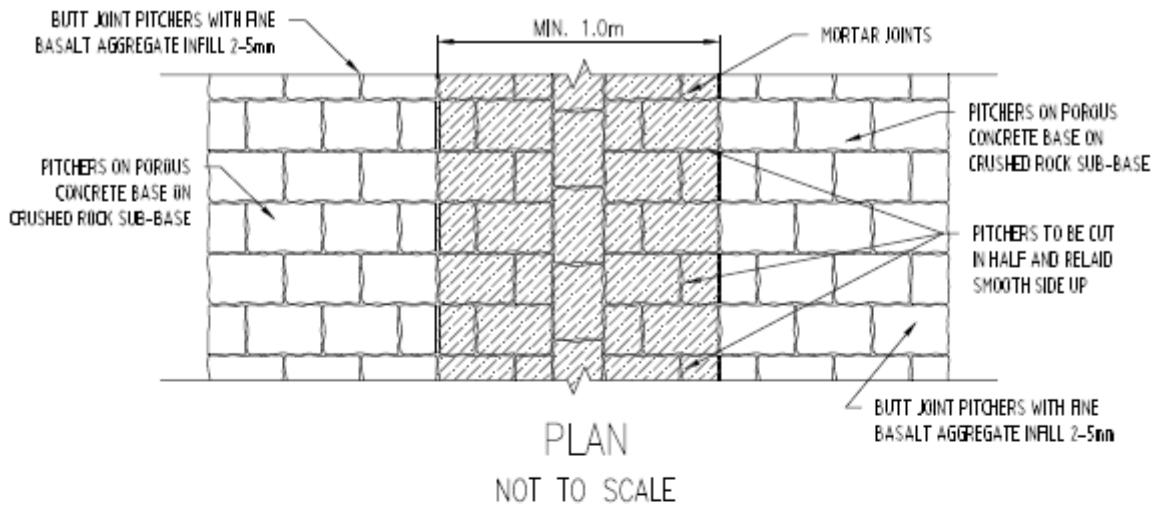 BUTT JOINT PITCHERS WITH FINE
BASALT AGGREGATE INFILL 2-5mm
MIN. 1.0m
MORTAR JOINTS
PITCHERS ON POROUS
CONCRETE BASE ON
CRUSHED ROCK SUB-BASE
PITCHERS ON POROUS
CONCRETE BASE ON
CRUSHED ROCK SUB-BASE
PITCHERS TO BE CUT
IN HALF AND RELAID
SMOOTH SIDE UP
BUTT JOINT PITCHERS WITH FINE
BASALT AGGREGATE INFILL 2-5mm
PLAN
NOT TO SCALE